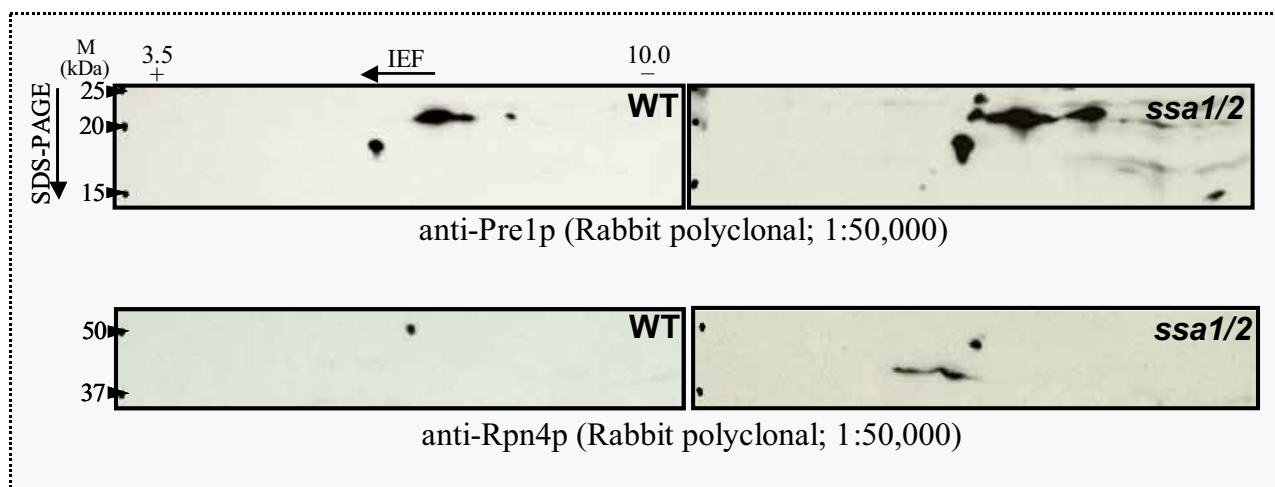 M
(kDa)
3.5
+
IEF
10.0
−
SDS-PAGE
25
20
15
WT
ssa1/2
anti-Pre1p (Rabbit polyclonal; 1:50,000)
50
37
WT
ssa1/2
anti-Rpn4p (Rabbit polyclonal; 1:50,000)